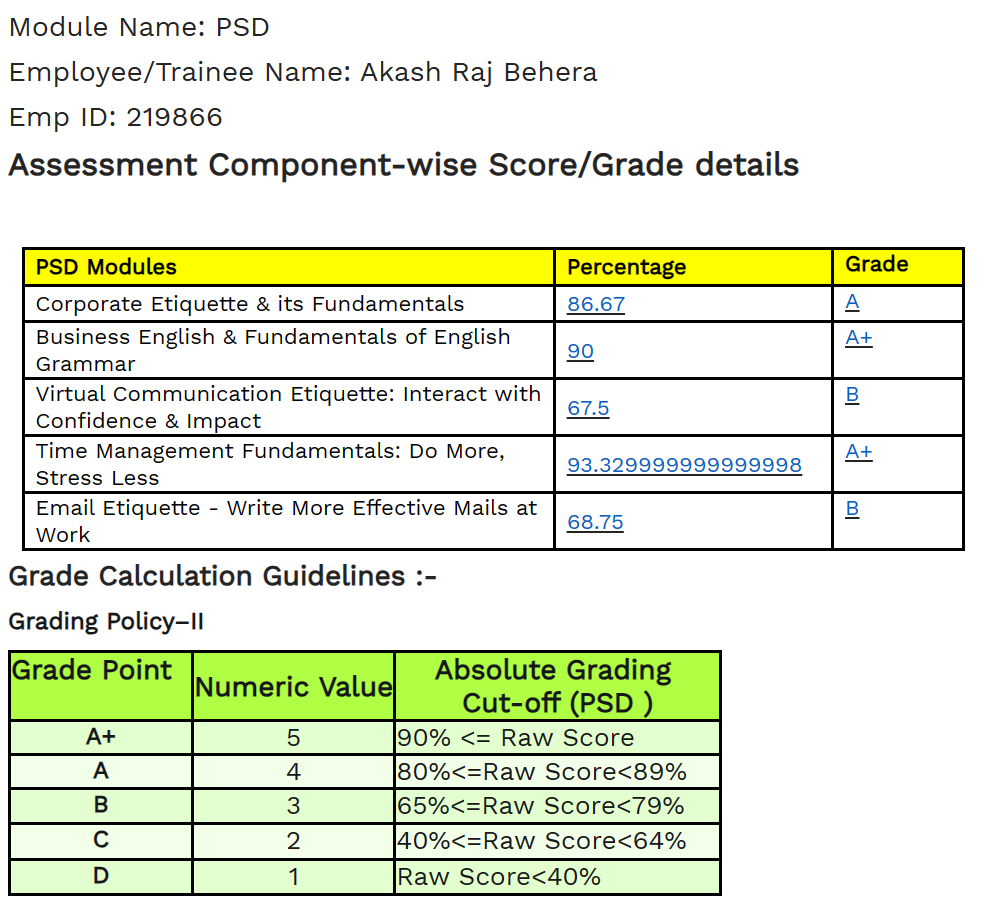 Module Name: PSD
Employee/Trainee Name: Akash Raj Behera
Emp ID: 219866
Assessment Component-wise Score/Grade details
PSD Modules Percentage Grade
Corporate Etiquette & its Fundamentals 86.67 A
Business English & Fundamentals of English
Grammar 90 A+
Virtual Communication Etiquette: Interact with
Confidence & Impact 67.5 B
Time Management Fundamentals: Do More,
Stress Less 93.329999999999998 A+
Email Etiquette - Write More Effective Mails at
Work 68.75 B
Grade Calculation Guidelines :-
Grading Policy–II
Grade Point Numeric Value Absolute Grading
Cut-off (PSD )
A+ 5 90% <= Raw Score
A 4 80%<=Raw Score<89%
B 3 65%<=Raw Score<79%
C 2 40%<=Raw Score<64%
D 1 Raw Score<40%